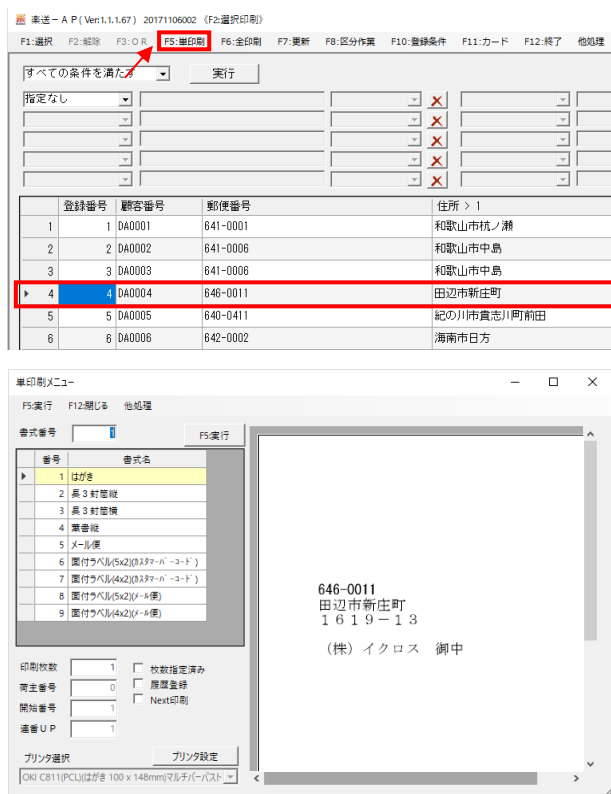 楽送－ＡＰ( Ver:1.1.1.67 ) 20171106002 《F2:選択印刷》
F1:選択 F2:解除 F3:ＯＲ F5:単印刷 F6:全印刷 F7:更新 F8:区分作業 F10:登録条件 F11:カード F12:終了 他処理
すべての条件を満たす 実行
指定なし
登録番号 顧客番号 郵便番号 住所 > 1
1 1 DA0001 641-0001 和歌山市杭ノ瀬
2 2 DA0002 641-0006 和歌山市中島
3 3 DA0003 641-0006 和歌山市中島
4 4 DA0004 646-0011 田辺市新庄町
5 5 DA0005 640-0411 紀の川市貴志川町前田
6 6 DA0006 642-0002 海南市日方
単印刷メニュー
F5:実行 F12:閉じる 他処理
書式番号 1 F5:実行
番号 書式名
1 はがき
2 長３封筒縦
3 長３封筒横
4 葉書縦
5 メール便
6 面付ラベル(5x2)(ｶｽﾀﾏｰﾊﾞｰｺｰﾄﾞ)
7 面付ラベル(4x2)(ｶｽﾀﾏｰﾊﾞｰｺｰﾄﾞ)
8 面付ラベル(5x2)(ﾒｰﾙ便)
9 面付ラベル(4x2)(ﾒｰﾙ便)
646-0011
田辺市新庄町
１６１９－１３
（株）イクロス 御中
印刷枚数 1 枚数指定済み
荷主番号 0 履歴登録
開始番号 1 Next印刷
連番ＵＰ 1
プリンタ選択 プリンタ設定
OKI C811(PCL)(はがき 100 x 148mm)マルチパーパスト